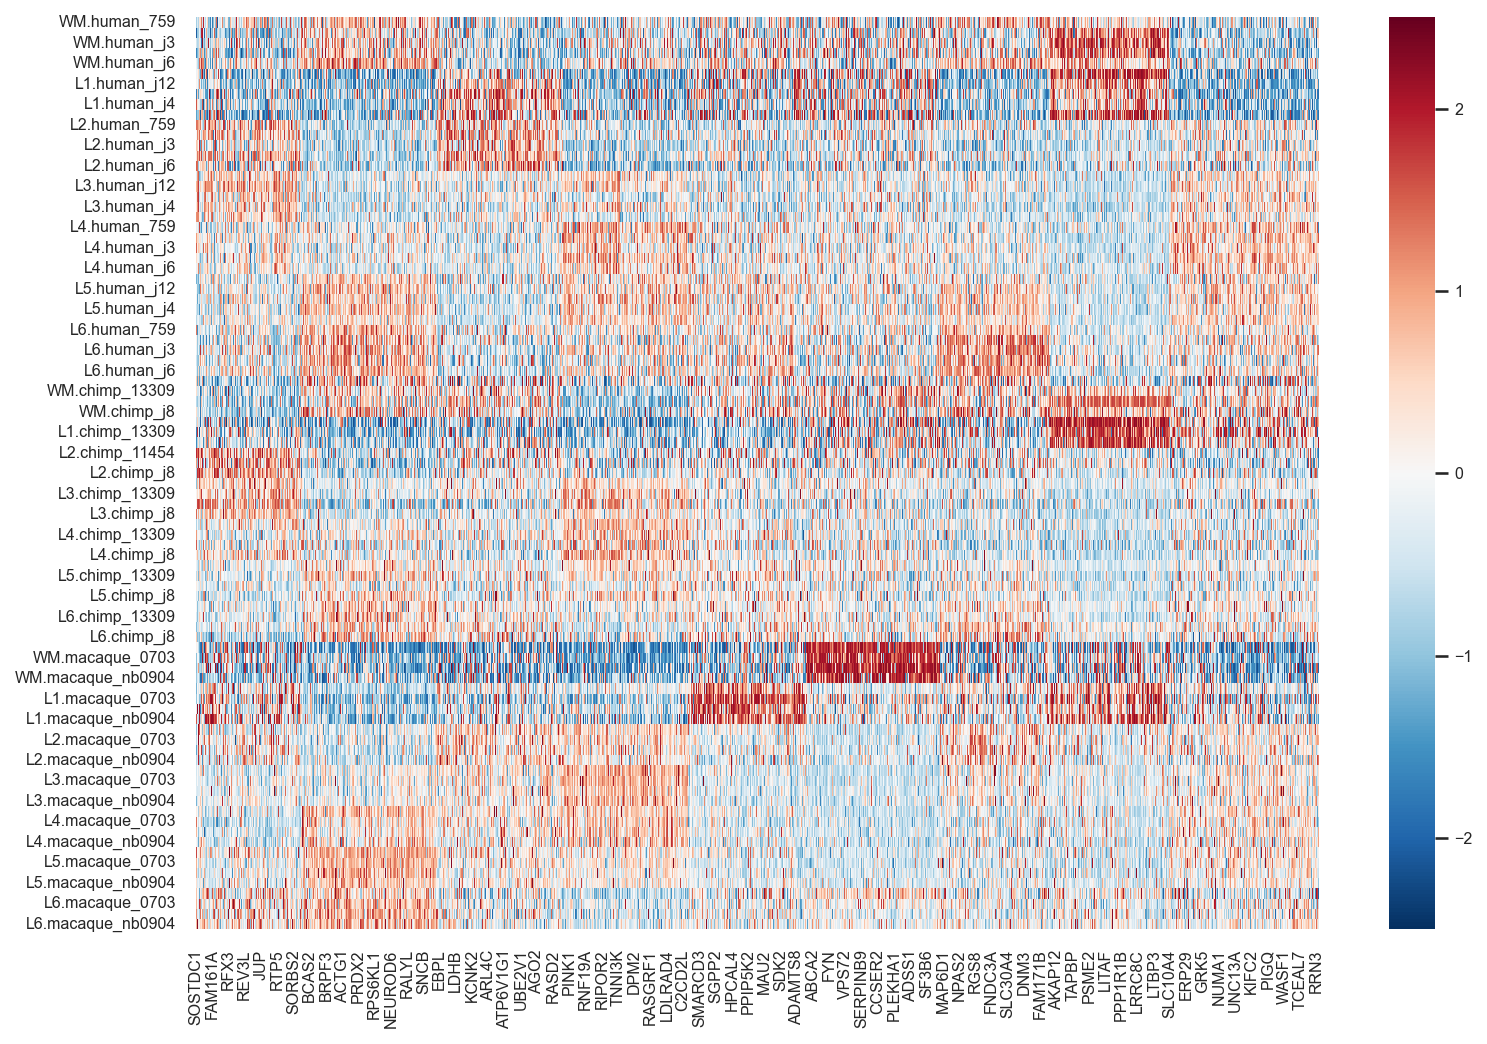 WM.human_759
WM.human_j3
WM.human_j6
L1.human_j12
L1.human_j4
L2.human_759
L2.human_j3
L2.human_j6
L3.human_j12
L3.human_j4
L4.human_759
L4.human_j3
L4.human_j6
L5.human_j12
L5.human_j4
L6.human_759
L6.human_j3
L6.human_j6
WM.chimp_13309
WM.chimp_j8
L1.chimp_13309
L2.chimp_11454
L2.chimp_j8
L3.chimp_13309
L3.chimp_j8
L4.chimp_13309
L4.chimp_j8
L5.chimp_13309
L5.chimp_j8
L6.chimp_13309
L6.chimp_j8
WM.macaque_0703
WM.macaque_nb0904
L1.macaque_0703
L1.macaque_nb0904
L2.macaque_0703
L2.macaque_nb0904
L3.macaque_0703
L3.macaque_nb0904
L4.macaque_0703
L4.macaque_nb0904
L5.macaque_0703
L5.macaque_nb0904
L6.macaque_0703
L6.macaque_nb0904
SOSTDC1
FAM161A
RFX3
REV3L
JUP
RTP5
SORBS2
BCAS2
BRPF3
ACTG1
PRDX2
RPS6KL1
NEUROD6
RALYL
SNCB
EBPL
LDHB
KCNK2
ARL4C
ATP6V1G1
UBE2V1
AGO2
RASD2
PINK1
RNF19A
RIPOR2
TNNI3K
DPM2
RASGRF1
LDLRAD4
C2CD2L
SMARCD3
SGPP2
HPCAL4
PPIP5K2
MAU2
SDK2
ADAMTS8
ABCA2
FYN
VPS72
SERPINB9
CCSER2
PLEKHA1
ADSS1
SF3B6
MAP6D1
NPAS2
RGS8
FNDC3A
SLC30A4
DNM3
FAM171B
AKAP12
TAPBP
PSME2
LITAF
PPP1R1B
LRRC8C
LTBP3
SLC10A4
ERP29
GRK5
NUMA1
UNC13A
KIFC2
PIGQ
WASF1
TCEAL7
RRN3
2
1
0
−1
−2